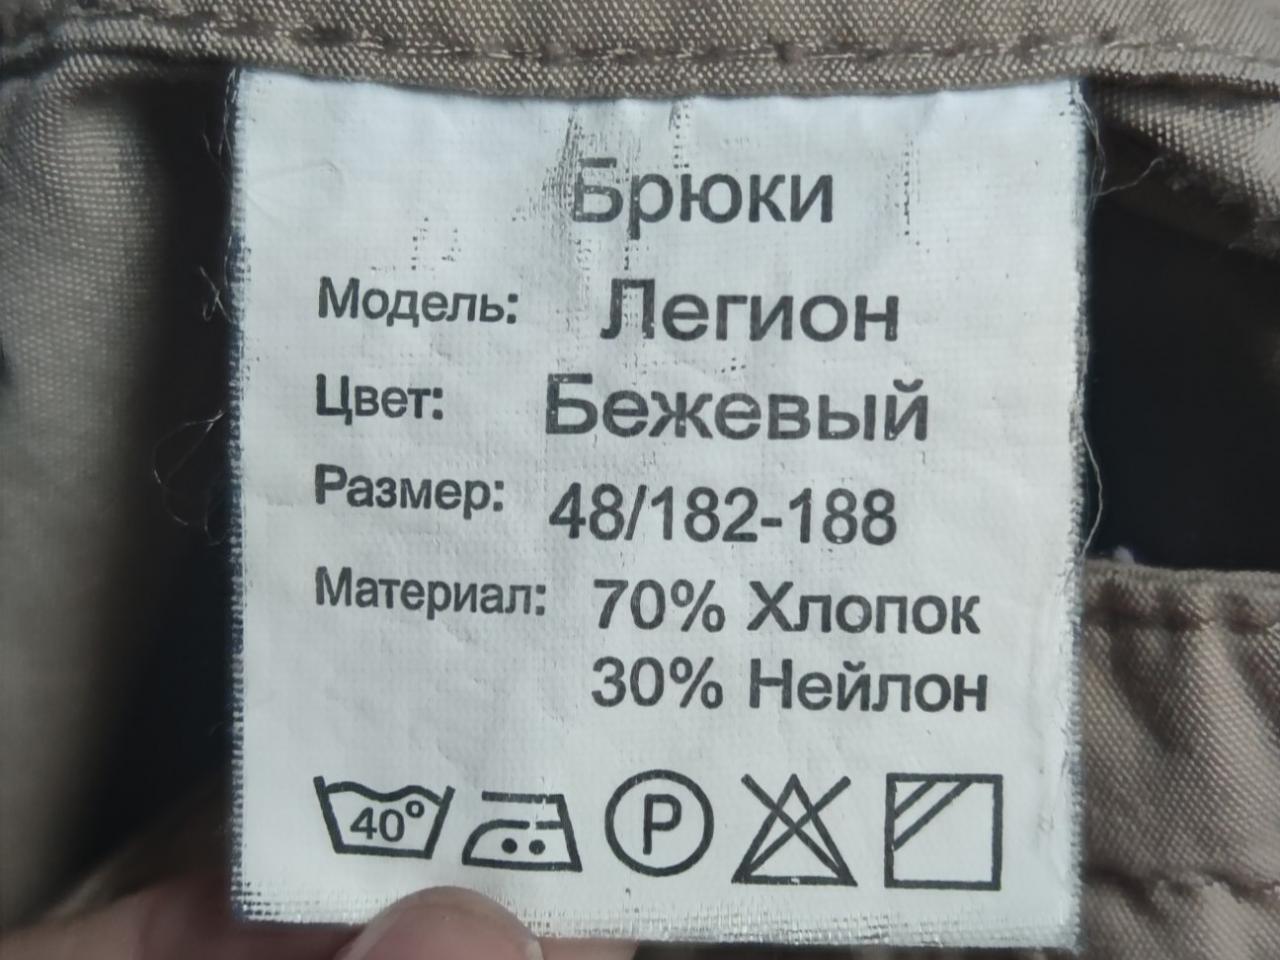 Брюки
Модель: Легион
Цвет: Бежевый
Размер: 48/182-188
Материал: 70% Хлопок
30% Нейлон
40° P